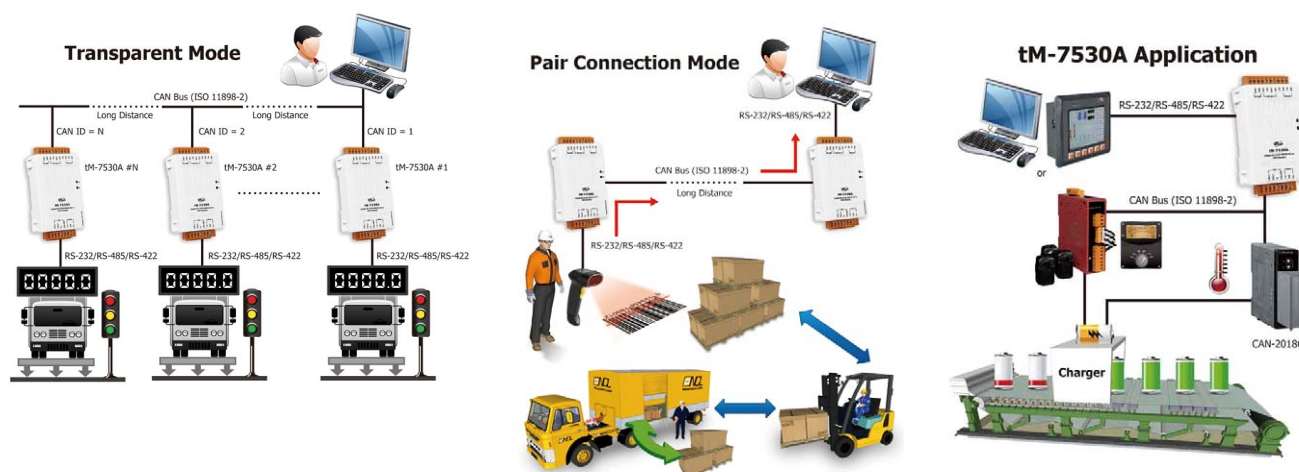 Transparent Mode
CAN Bus (ISO 11898-2)
Long Distance
Long Distance
CAN ID = N
CAN ID = 2
CAN ID = 1
tM-7530A #N
tM-7530A #2
tM-7530A #1
RS-232/RS-485/RS-422
RS-232/RS-485/RS-422
RS-232/RS-485/RS-422
0000.0
0000.0
0000.0
Pair Connection Mode
RS-232/RS-485/RS-422
CAN Bus (ISO 11898-2)
Long Distance
RS-232/RS-485/RS-422
tM-7530A Application
RS-232/RS-485/RS-422
or
CAN Bus (ISO 11898-2)
Charger